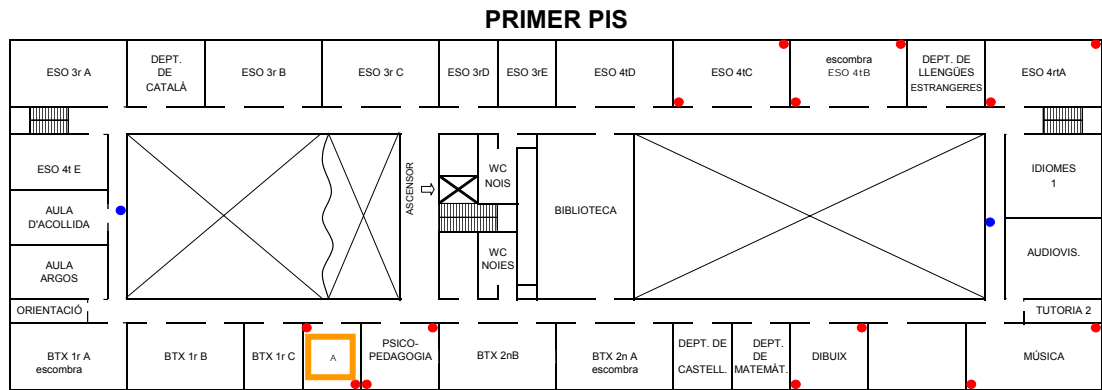 PRIMER PIS
ESO 3r A
DEPT.
DE
CATALÀ
ESO 3r B
ESO 3r C
ESO 3rD
ESO 3rE
ESO 4tD
ESO 4tC
escombra
ESO 4tB
DEPT. DE
LLENGÜES
ESTRANGERES
ESO 4rtA
ESO 4t E
AULA
D'ACOLLIDA
AULA
ARGOS
ORIENTACIÓ
ASCENSOR
WC
NOIS
WC
NOIES
BIBLIOTECA
IDIOMES
1
AUDIOVIS.
TUTORIA 2
BTX 1r A
escombra
BTX 1r B
BTX 1r C
A
PSICO-
PEDAGOGIA
BTX 2nB
BTX 2n A
escombra
DEPT. DE
CASTELL.
DEPT.
DE
MATEMÀT.
DIBUIX
MÚSICA